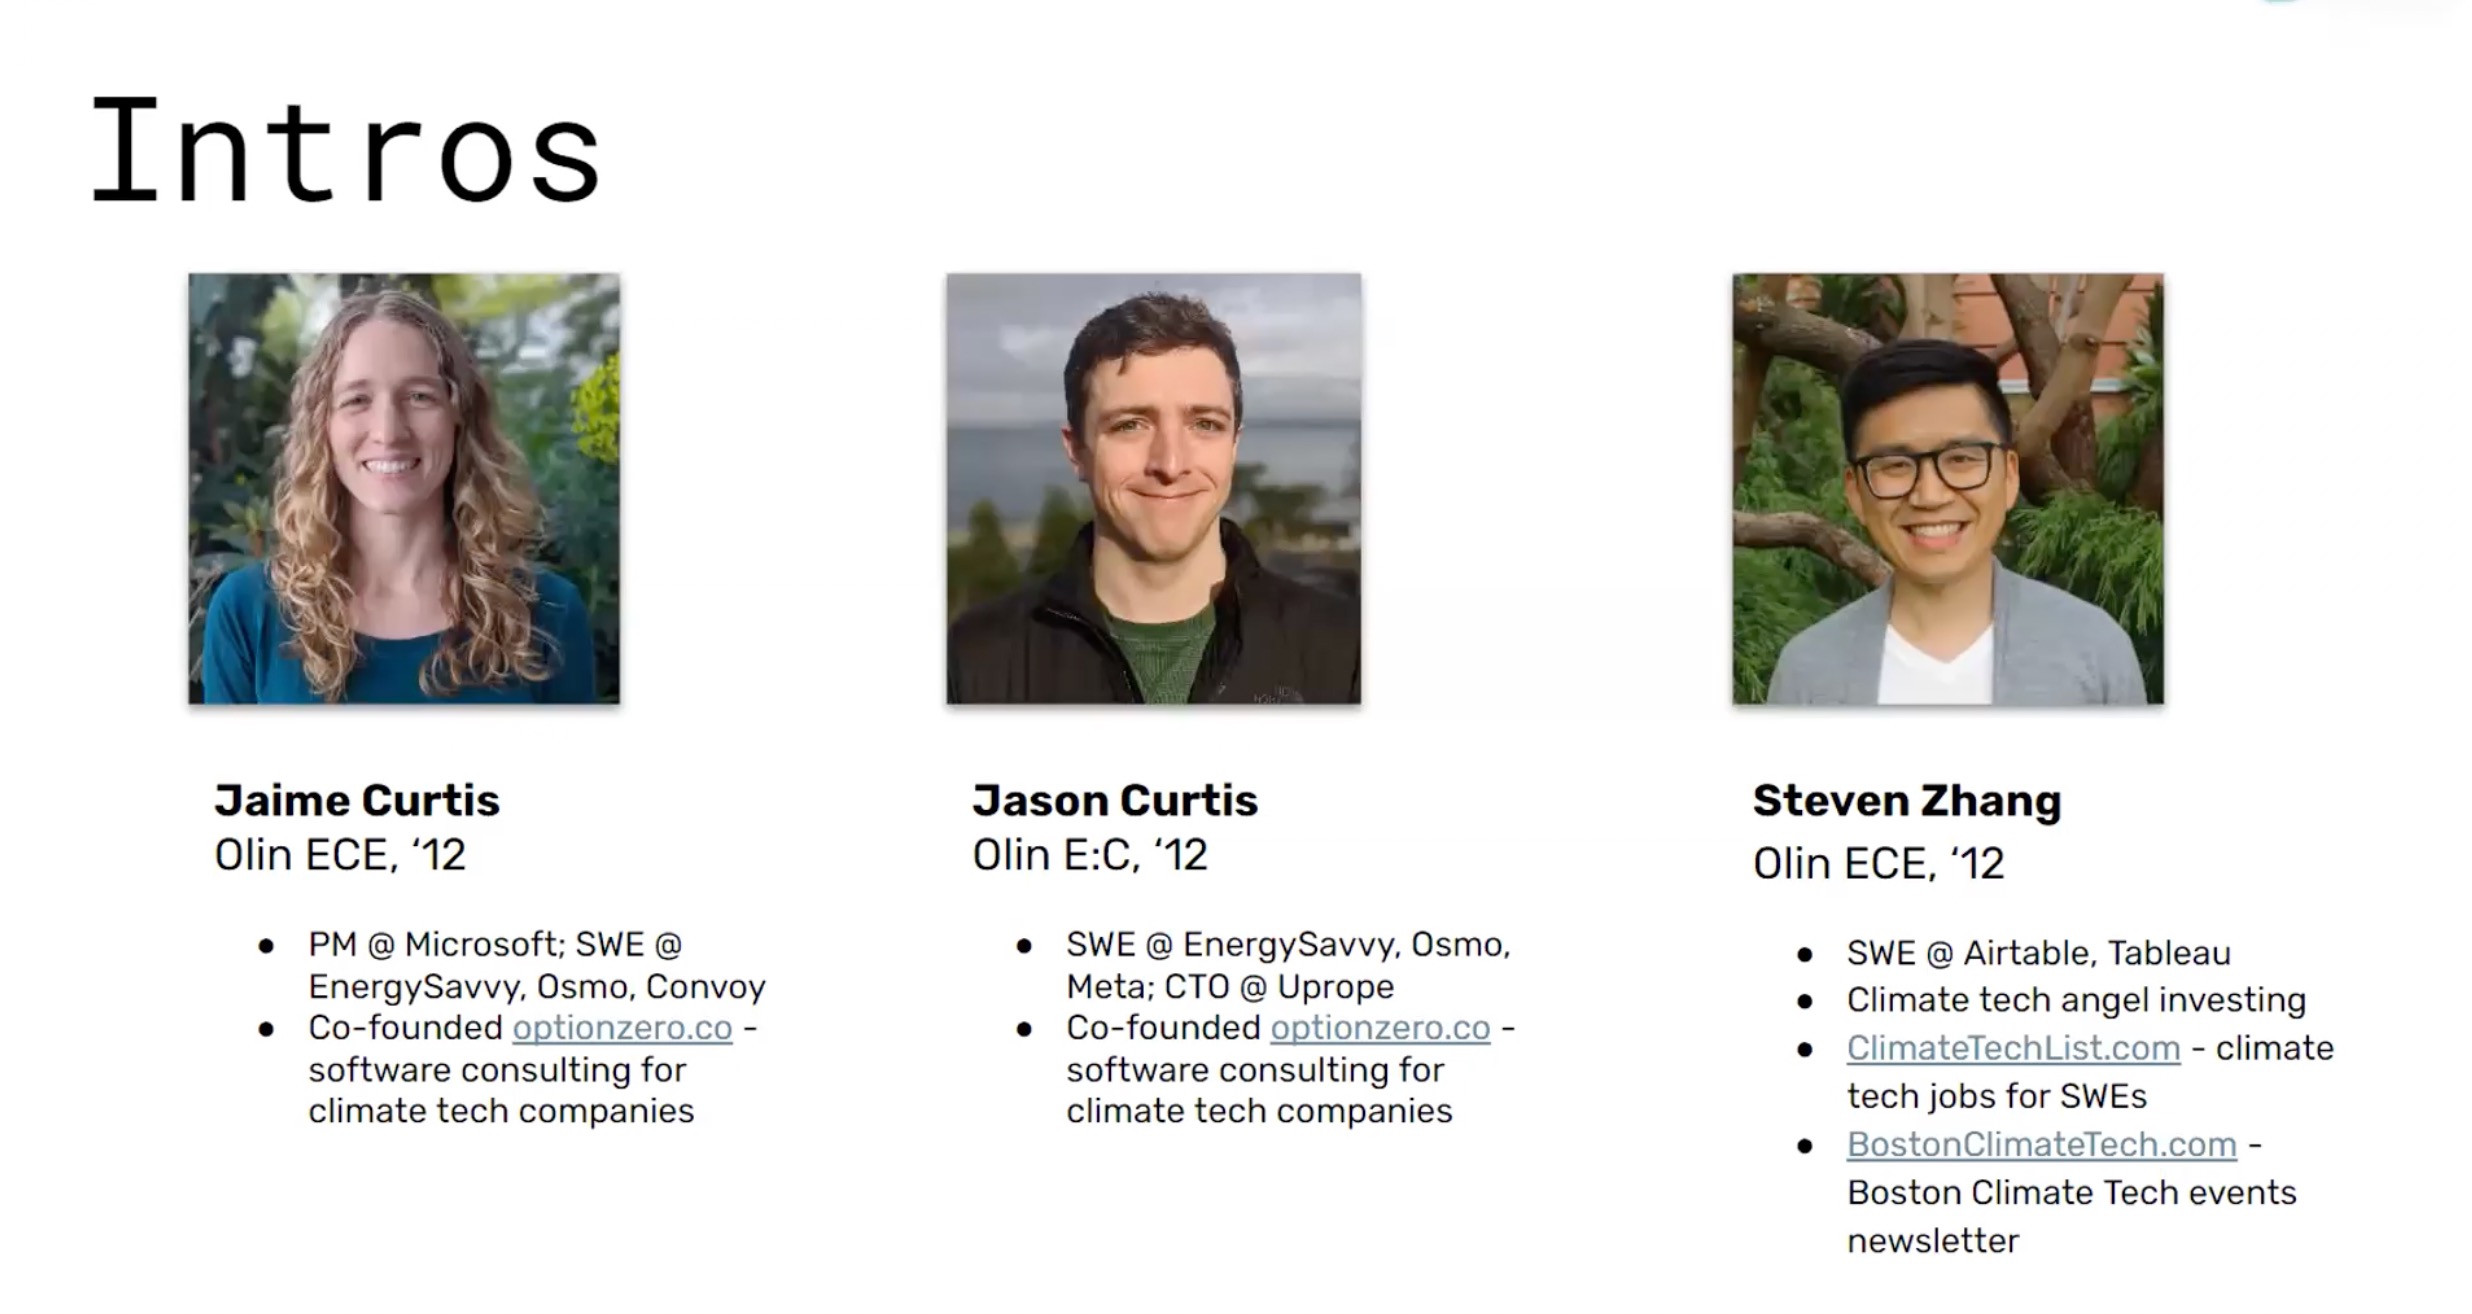 Intros
Jaime Curtis
Olin ECE, ‘12
● PM @ Microsoft; SWE @
EnergySavvy, Osmo, Convoy
● Co-founded optionzero.co -
software consulting for
climate tech companies
Jason Curtis
Olin E:C, ‘12
● SWE @ EnergySavvy, Osmo,
Meta; CTO @ Uprope
● Co-founded optionzero.co -
software consulting for
climate tech companies
Steven Zhang
Olin ECE, ‘12
● SWE @ Airtable, Tableau
● Climate tech angel investing
● ClimateTechList.com - climate
tech jobs for SWEs
● BostonClimateTech.com -
Boston Climate Tech events
newsletter